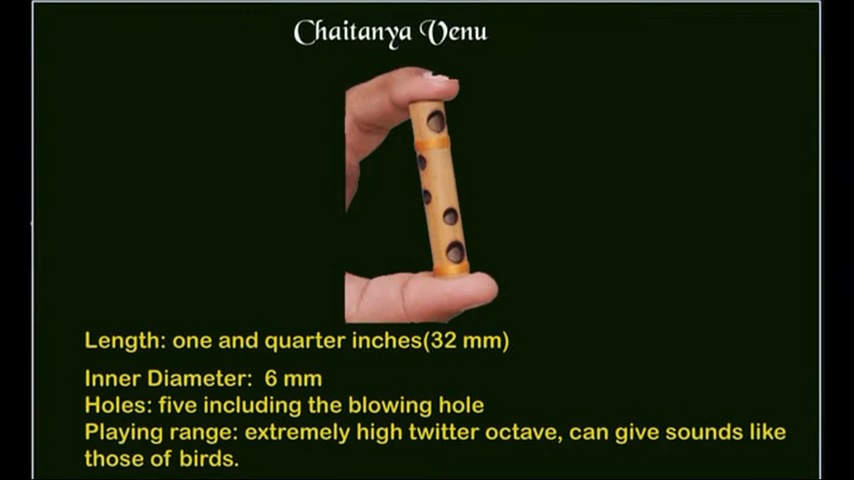 Chaitanya Venu
Length: one and quarter inches(32 mm)
Inner Diameter:  6 mm
Holes: five including the blowing hole
Playing range: extremely high twitter octave, can give sounds like
those of birds.